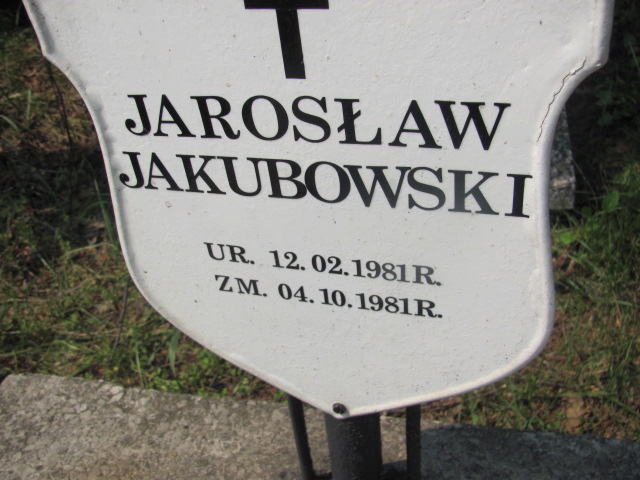 JAROSŁAW
JAKUBOWSKI
UR. 12.02.1981R.
ZM. 04.10.1981R.